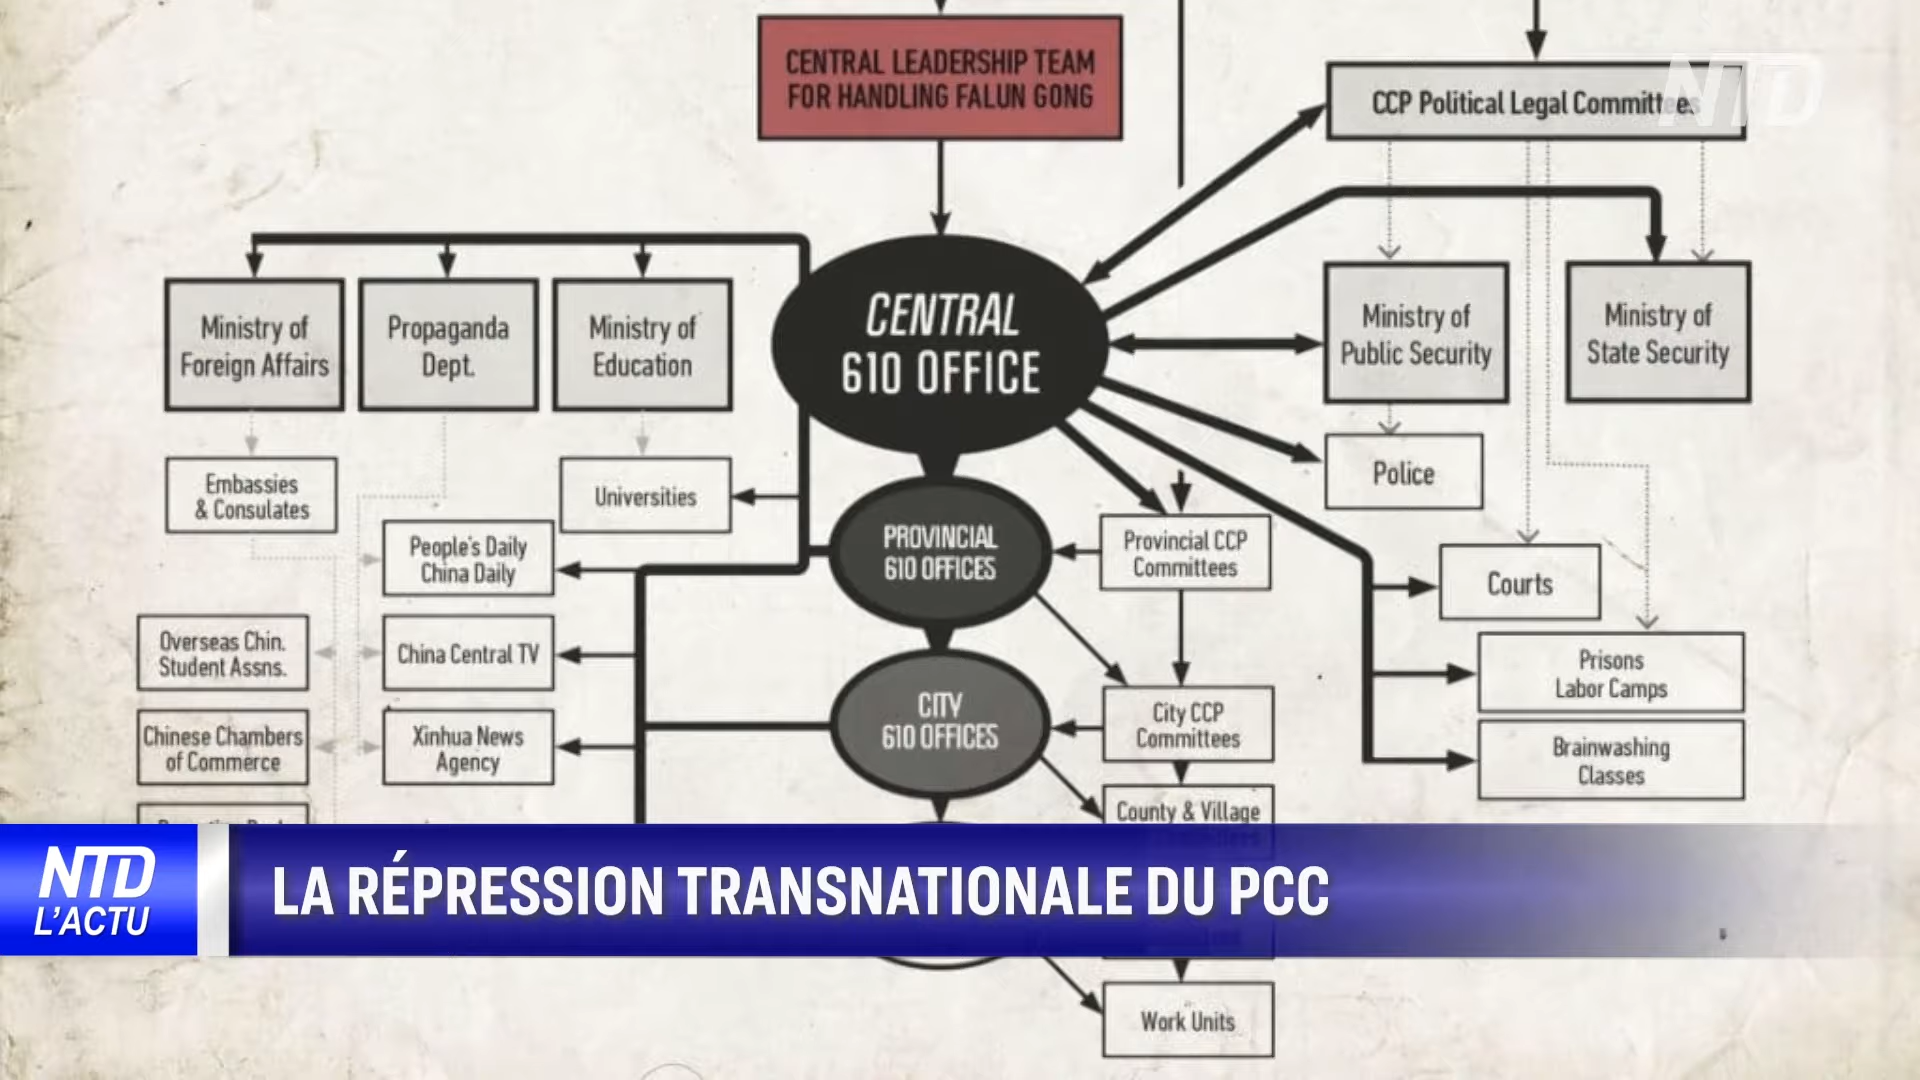 CENTRAL LEADERSHIP TEAM
FOR HANDLING FALUN GONG
CCP Political Legal Committees
NTD
CENTRAL
610 OFFICE
Ministry of
Foreign Affairs
Propaganda
Dept.
Ministry of
Education
Ministry of
Public Security
Ministry of
State Security
Embassies
& Consulates
Universities
Police
People's Daily
China Daily
PROVINCIAL
610 OFFICES
Provincial CCP
Committees
Courts
Overseas Chin.
Student Assns.
China Central TV
Prisons
Labor Camps
Chinese Chambers
of Commerce
Xinhua News
Agency
CITY
610 OFFICES
City CCP
Committees
Brainwashing
Classes
County & Village
NTD
L'ACTU
LA RÉPRESSION TRANSNATIONALE DU PCC
Work Units